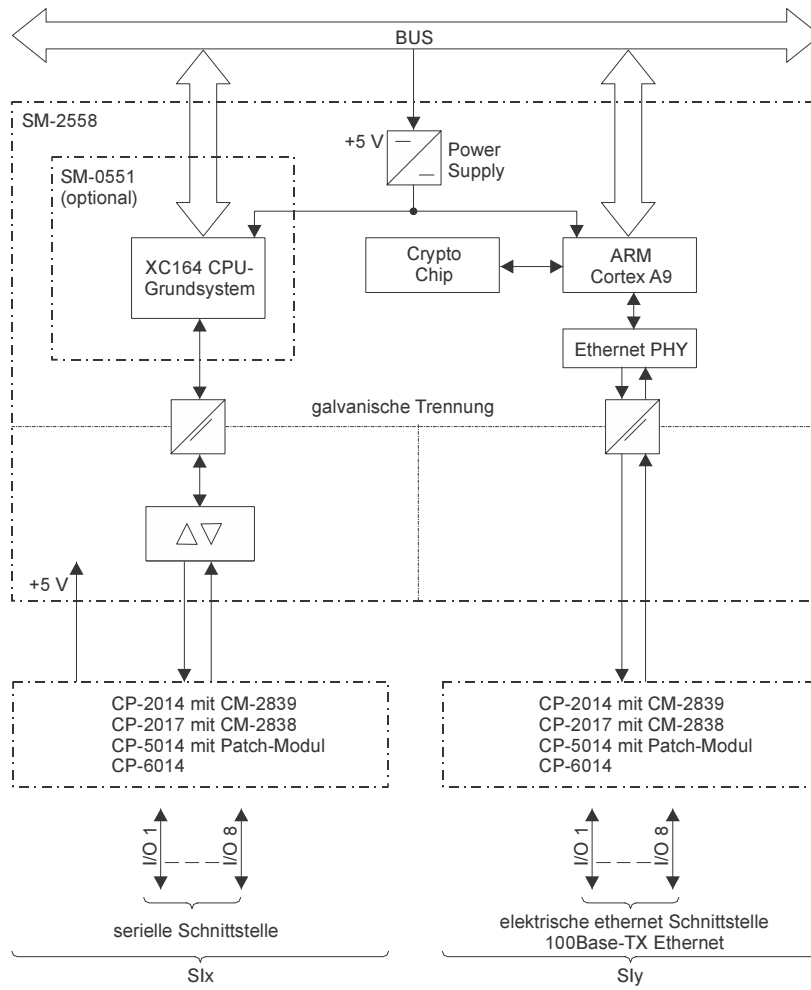 BUS
SM-2558
+5 V
Power
Supply
SM-0551
(optional)
XC164 CPU-
Grundsystem
Crypto
Chip
ARM
Cortex A9
Ethernet PHY
galvanische Trennung
+5 V
CP-2014 mit CM-2839
CP-2017 mit CM-2838
CP-5014 mit Patch-Modul
CP-6014
CP-2014 mit CM-2839
CP-2017 mit CM-2838
CP-5014 mit Patch-Modul
CP-6014
I/O 1
I/O 8
I/O 1
I/O 8
serielle Schnittstelle
elektrische ethernet Schnittstelle
100Base-TX Ethernet
SIx
SIy